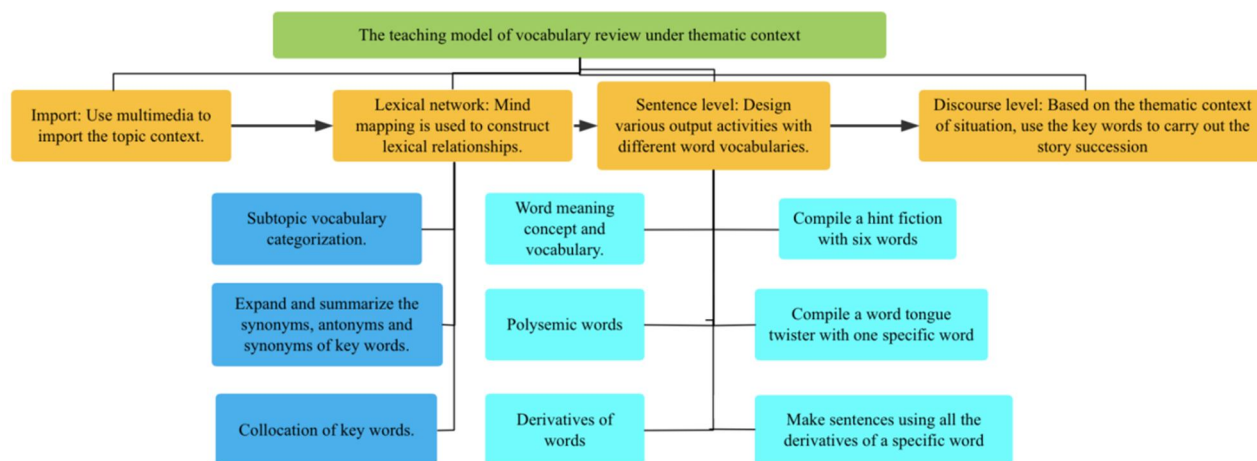 The teaching model of vocabulary review under thematic context
Import: Use multimedia to
import the topic context.
Lexical network: Mind
mapping is used to construct
lexical relationships.
Sentence level: Design
various output activities with
different word vocabularies.
Discourse level: Based on the thematic context
of situation, use the key words to carry out the
story succession
Subtopic vocabulary
categorization.
Expand and summarize the
synonyms, antonyms and
synonyms of key words.
Collocation of key words.
Word meaning
concept and
vocabulary.
Compile a hint fiction
with six words
Polysemic words
Compile a word tongue
twister with one specific word
Derivatives of
words
Make sentences using all the
derivatives of a specific word